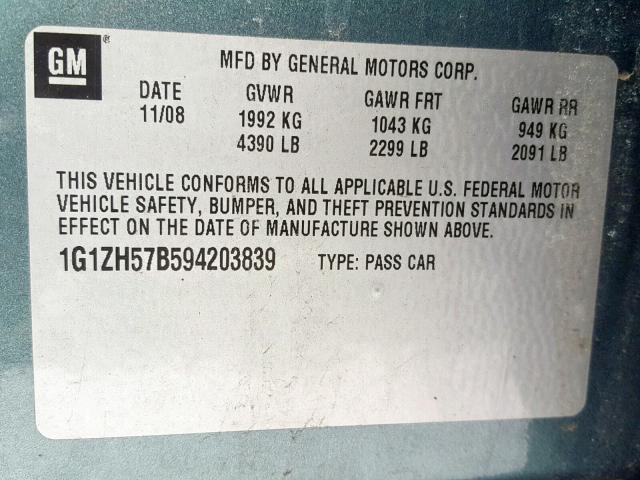 GM
MFD BY GENERAL MOTORS CORP.
DATE GVWR GAWR FRT GAWR RR
11/08 1992 KG 1043 KG 949 KG
4390 LB 2299 LB 2091 LB
THIS VEHICLE CONFORMS TO ALL APPLICABLE U.S. FEDERAL MOTOR
VEHICLE SAFETY, BUMPER, AND THEFT PREVENTION STANDARDS IN
EFFECT ON THE DATE OF MANUFACTURE SHOWN ABOVE.
1G1ZH57B594203839 TYPE: PASS CAR